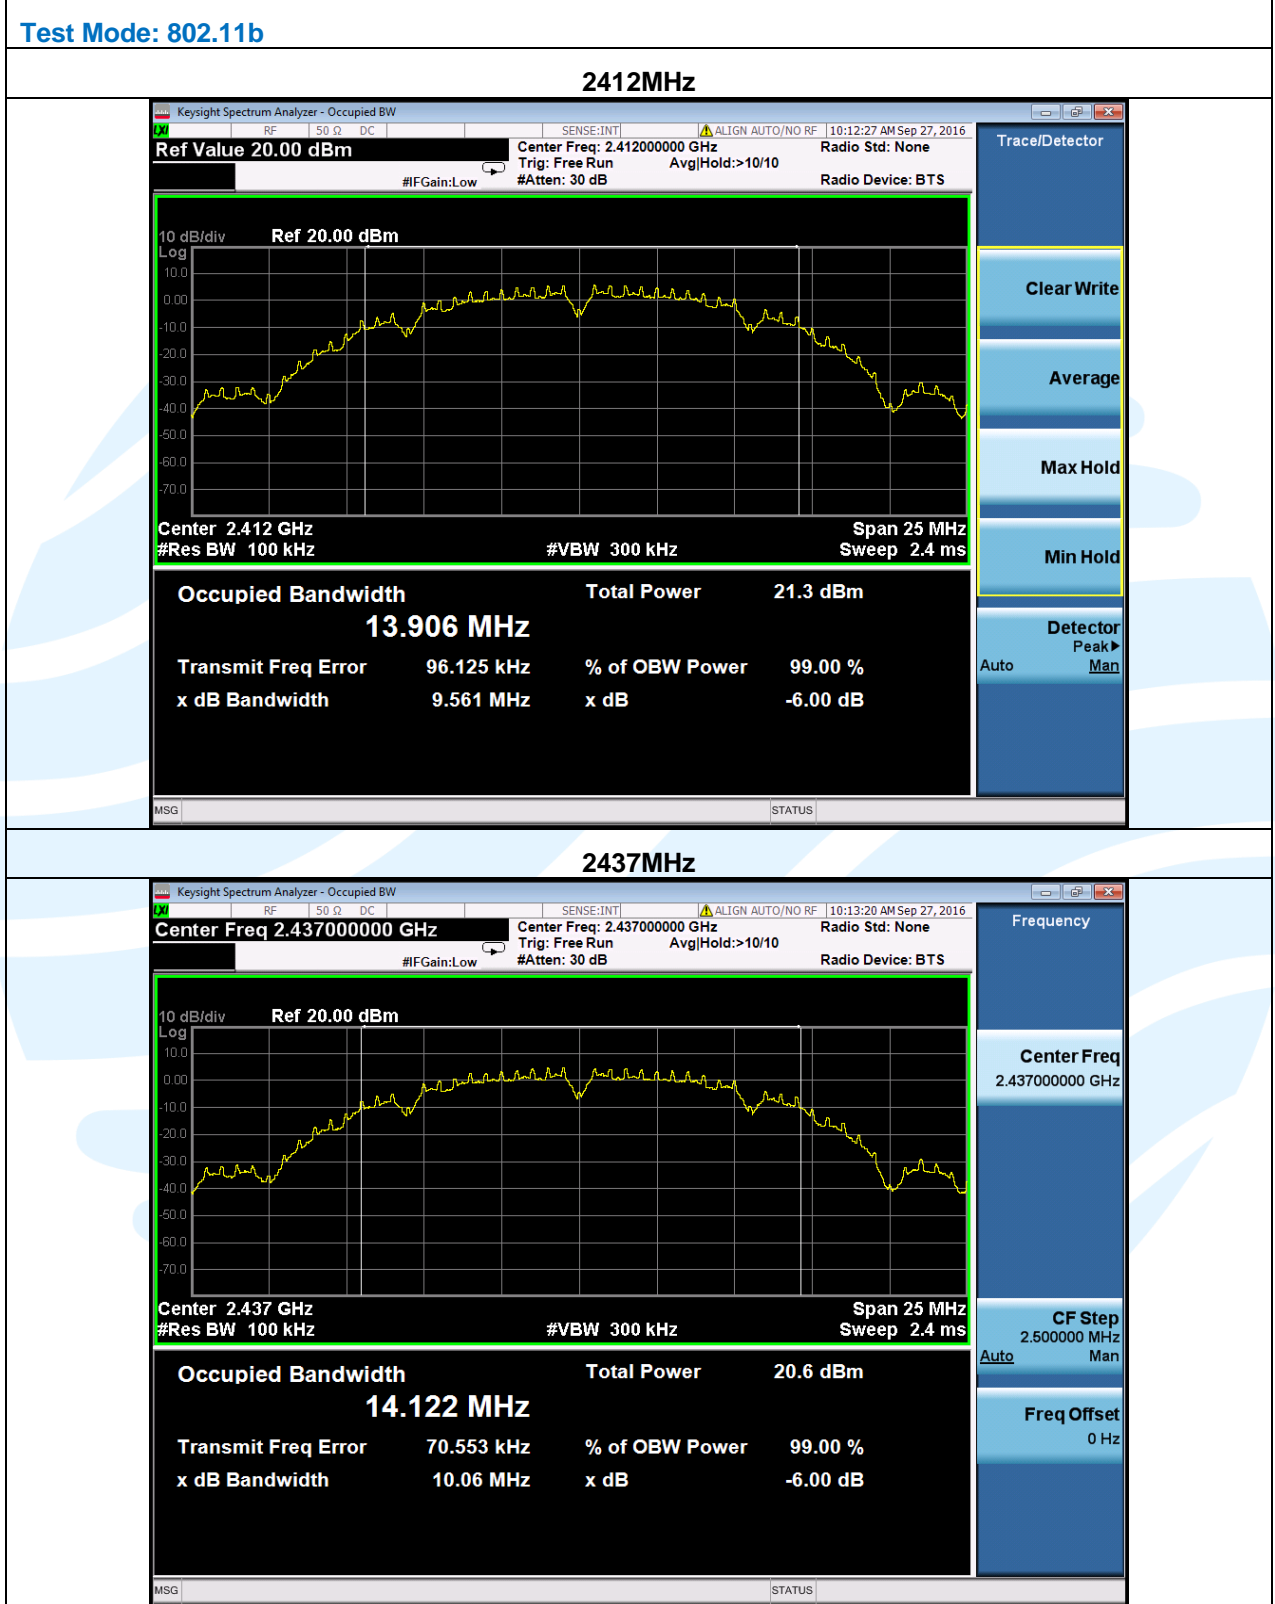 Test Mode: 802.11b
2412MHz
Keysight Spectrum Analyzer - Occupied BW
LXI RF 50 Ω DC SENSE:INT ALIGN AUTO/NO RF 10:12:27 AM Sep 27, 2016
Ref Value 20.00 dBm Center Freq: 2.412000000 GHz Radio Std: None
Trig: Free Run Avg|Hold:>10/10
#IFGain:Low #Atten: 30 dB Radio Device: BTS
Trace/Detector
10 dB/div Ref 20.00 dBm
Log
10.0
0.00
-10.0
-20.0
-30.0
-40.0
-50.0
-60.0
-70.0
Center 2.412 GHz Span 25 MHz
#Res BW 100 kHz #VBW 300 kHz Sweep 2.4 ms
Clear Write
Average
Max Hold
Min Hold
Detector
Peak▶
Auto Man
Occupied Bandwidth Total Power 21.3 dBm
13.906 MHz
Transmit Freq Error 96.125 kHz % of OBW Power 99.00 %
x dB Bandwidth 9.561 MHz x dB -6.00 dB
MSG STATUS
2437MHz
Keysight Spectrum Analyzer - Occupied BW
LXI RF 50 Ω DC SENSE:INT ALIGN AUTO/NO RF 10:13:20 AM Sep 27, 2016
Center Freq 2.437000000 GHz Center Freq: 2.437000000 GHz Radio Std: None
Trig: Free Run Avg|Hold:>10/10
#IFGain:Low #Atten: 30 dB Radio Device: BTS
Frequency
10 dB/div Ref 20.00 dBm
Log
10.0
0.00
-10.0
-20.0
-30.0
-40.0
-50.0
-60.0
-70.0
Center 2.437 GHz Span 25 MHz
#Res BW 100 kHz #VBW 300 kHz Sweep 2.4 ms
Center Freq
2.437000000 GHz
CF Step
2.500000 MHz
Auto Man
Freq Offset
0 Hz
Occupied Bandwidth Total Power 20.6 dBm
14.122 MHz
Transmit Freq Error 70.553 kHz % of OBW Power 99.00 %
x dB Bandwidth 10.06 MHz x dB -6.00 dB
MSG STATUS